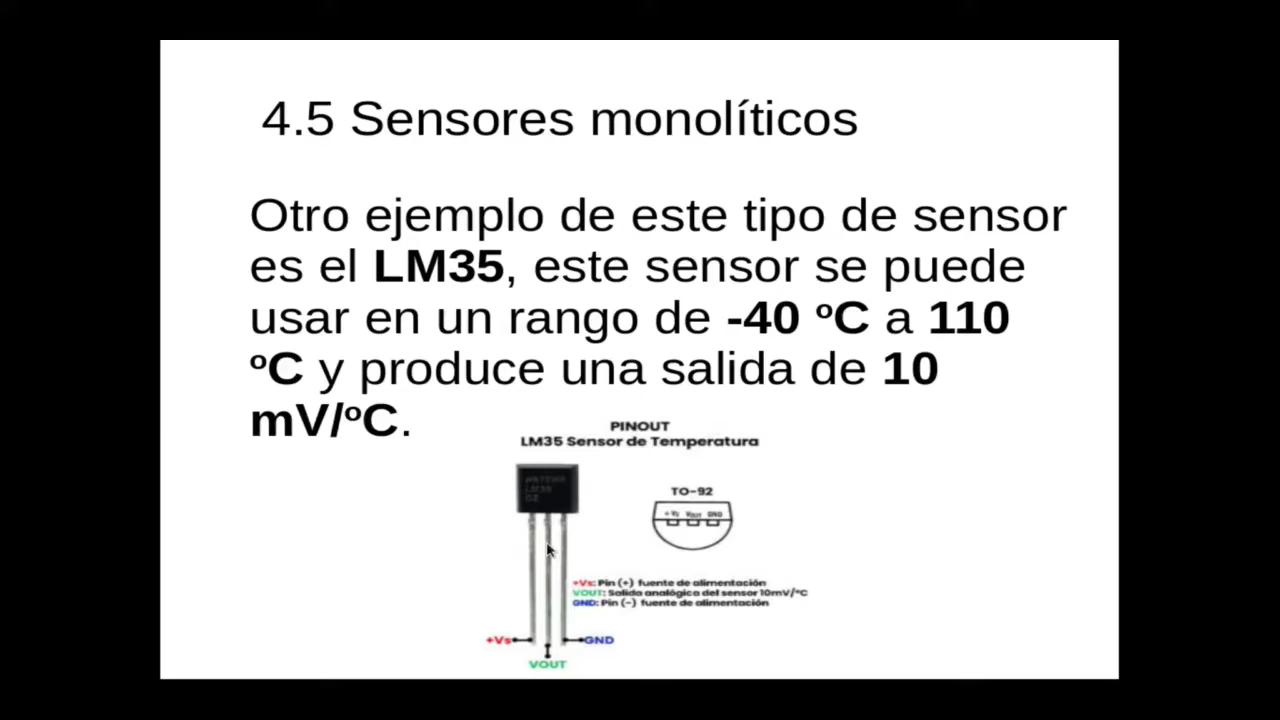 4.5 Sensores monolíticos
Otro ejemplo de este tipo de sensor
es el LM35, este sensor se puede
usar en un rango de -40 ºC a 110
ºC y produce una salida de 10
mV/ºC.
PINOUT
LM35 Sensor de Temperatura
TO-92
+Vs VOUT GND
+Vs: Pin (+) fuente de alimentación
VOUT: Salida analógica del sensor 10mV/°C
GND: Pin (-) fuente de alimentación
+Vs
GND
VOUT